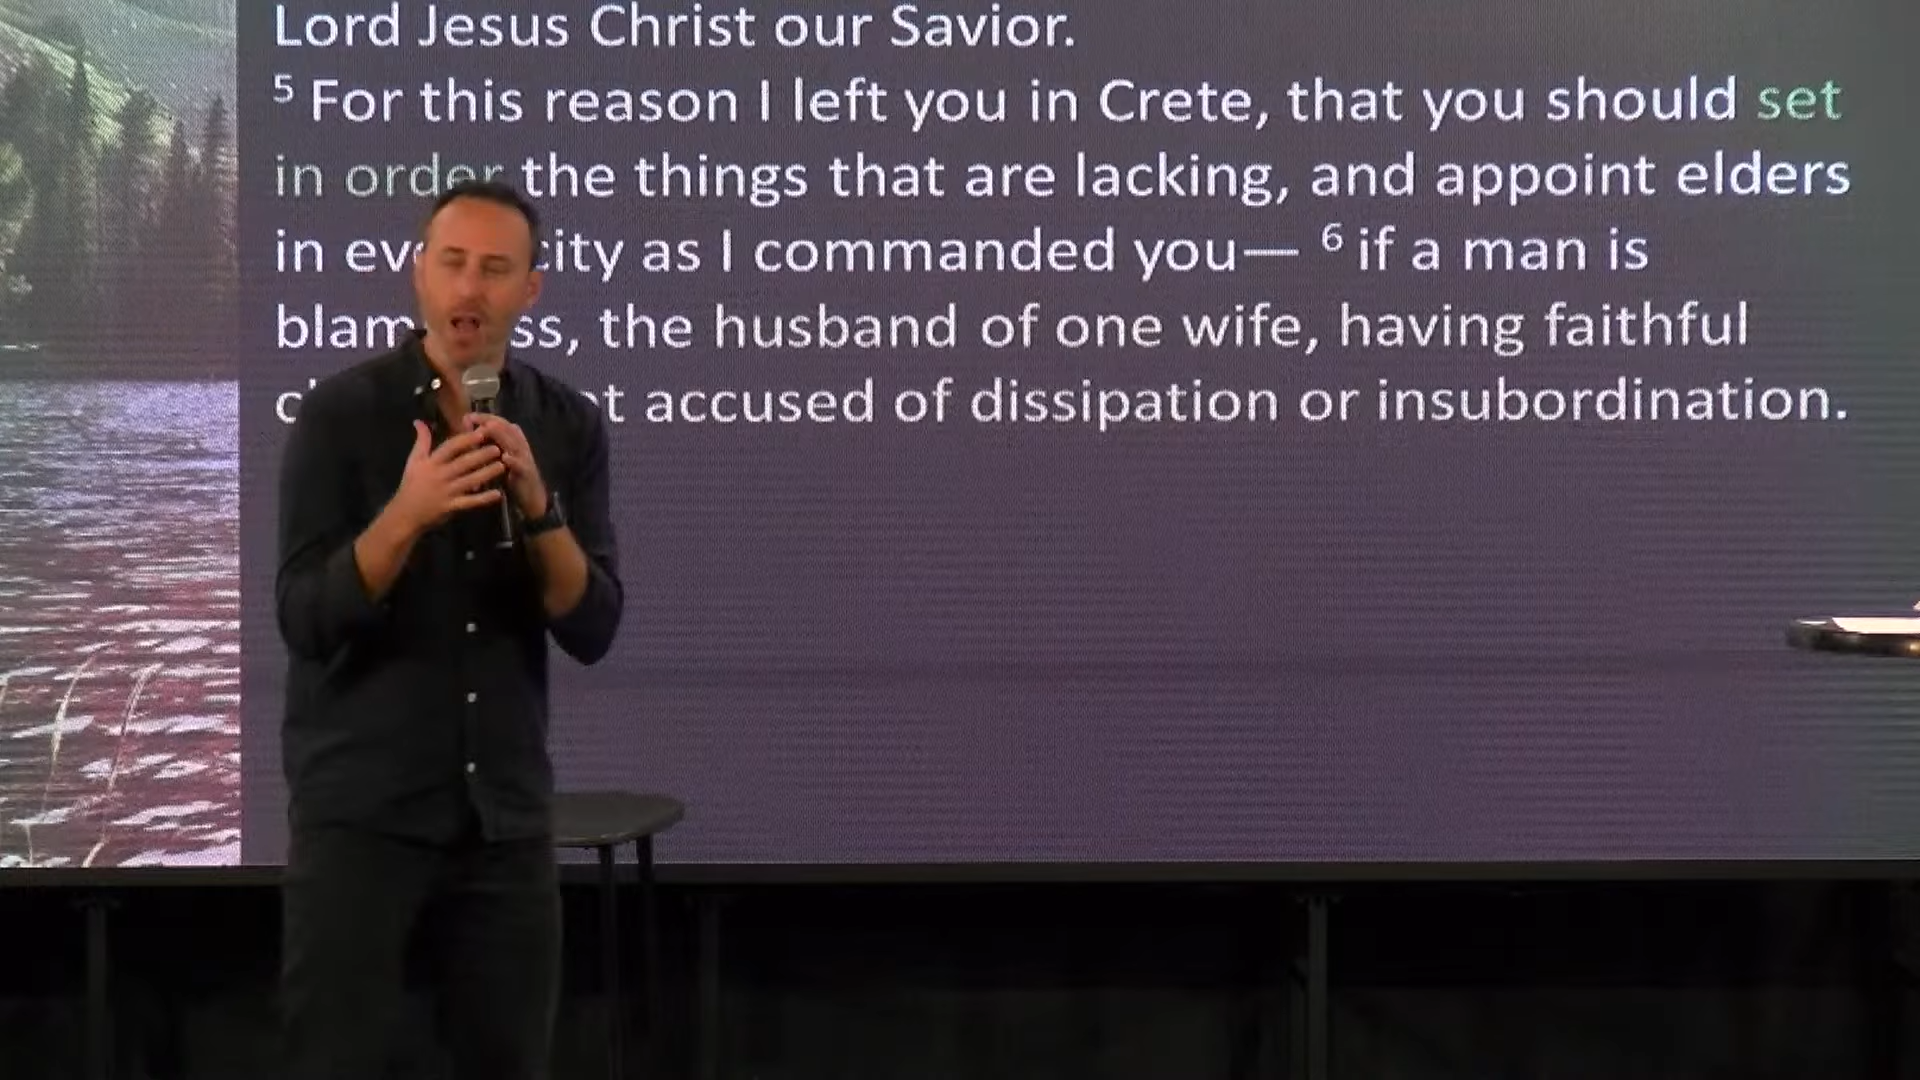 Lord Jesus Christ our Savior.
5 For this reason I left you in Crete, that you should set
in order the things that are lacking, and appoint elders
in city as I commanded you— 6 if a man is
the husband of one wife, having faithful
accused of dissipation or insubordination.